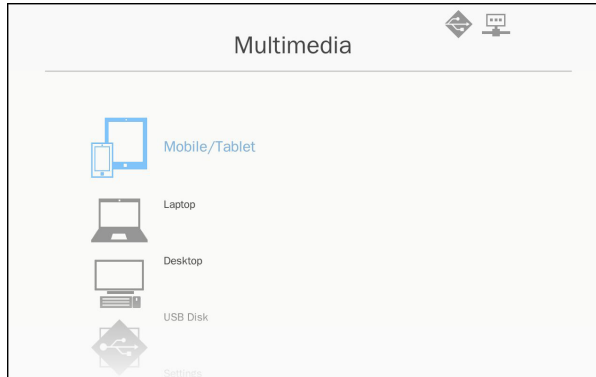 Multimedia
Mobile/Tablet
Laptop
Desktop
USB Disk
Settings